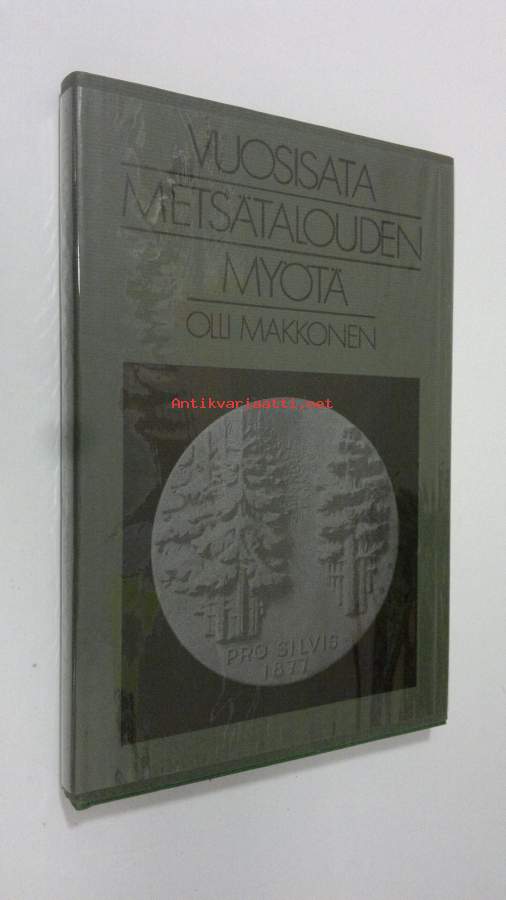 VUOSISATA
METSÄTALOUDEN
MYÖTÄ
OLLI MAKKONEN
Antikvariaatti.net
PRO SILVIS
1877